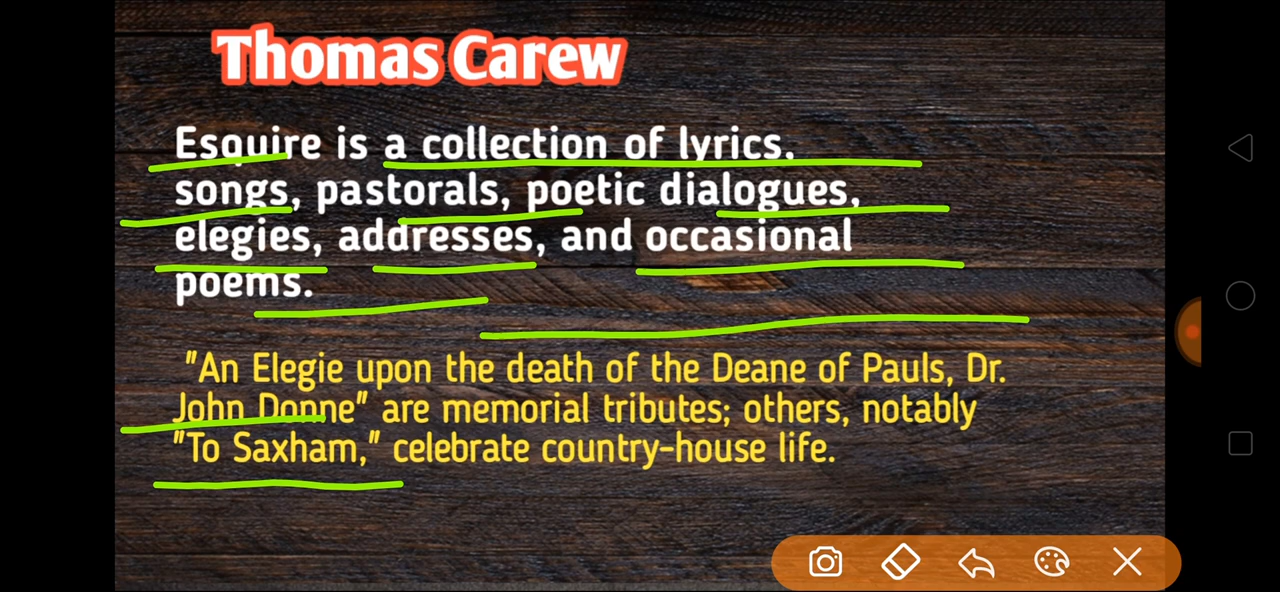 Thomas Carew
Esquire is a collection of lyrics,
songs, pastorals, poetic dialogues,
elegies, addresses, and occasional
poems.
"An Elegie upon the death of the Deane of Pauls, Dr.
John Donne" are memorial tributes; others, notably
"To Saxham," celebrate country-house life.